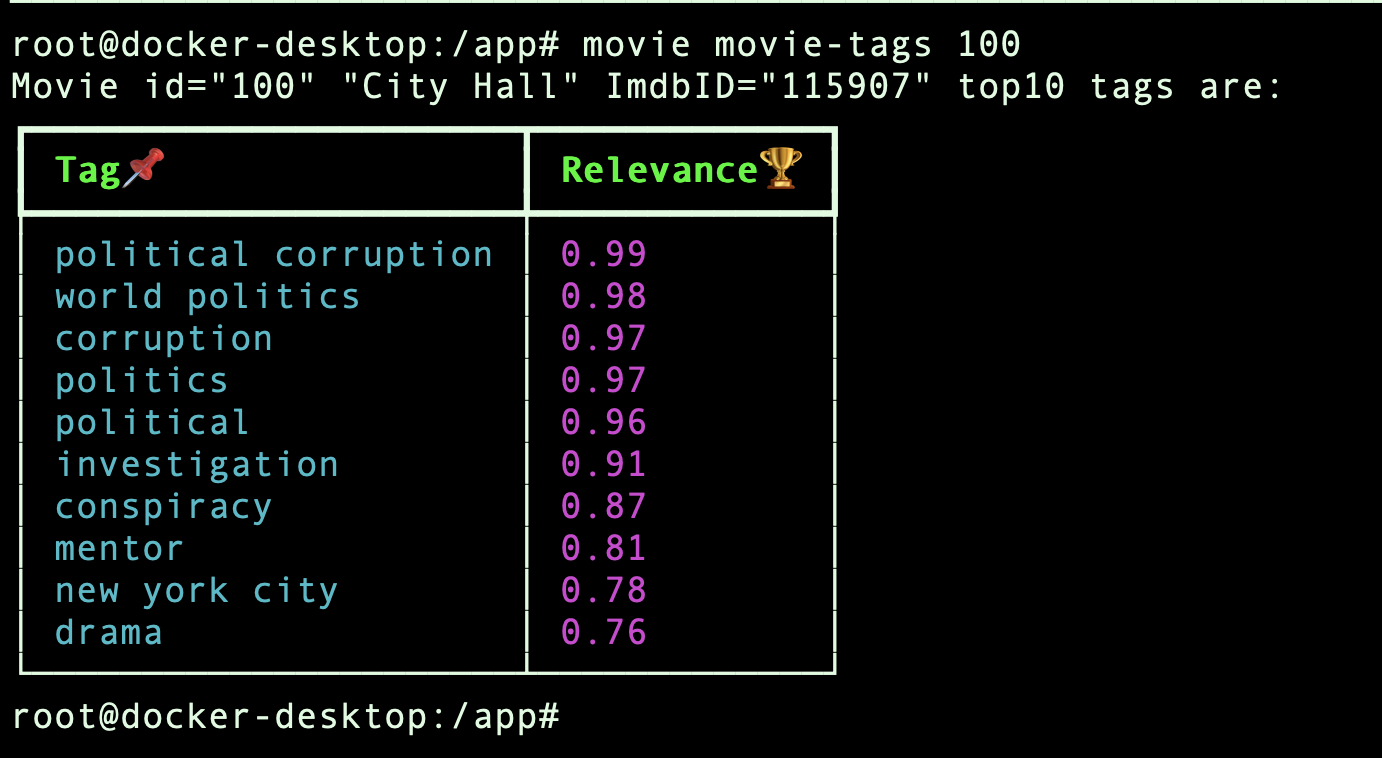 root@docker-desktop:/app# movie movie-tags 100
Movie id="100" "City Hall" ImdbID="115907" top10 tags are:
Tag📌 Relevance🏆
political corruption 0.99
world politics 0.98
corruption 0.97
politics 0.97
political 0.96
investigation 0.91
conspiracy 0.87
mentor 0.81
new york city 0.78
drama 0.76
root@docker-desktop:/app#